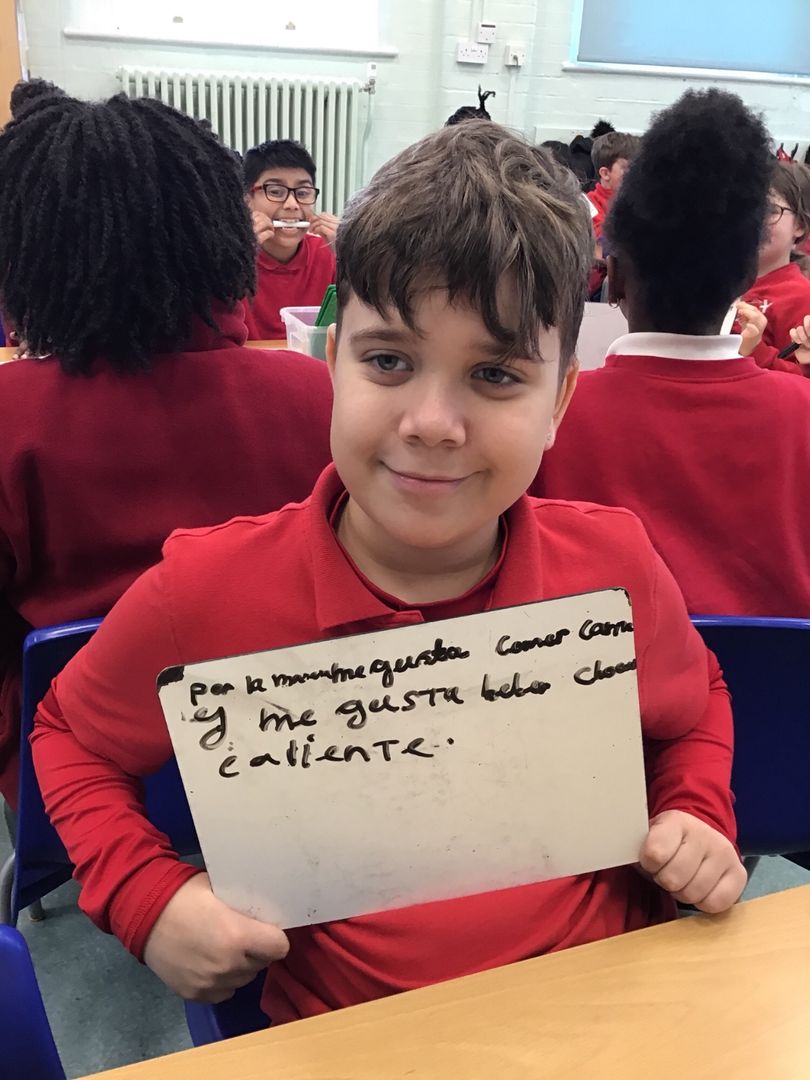 por la me gusta comer
y me gusta beber
caliente.